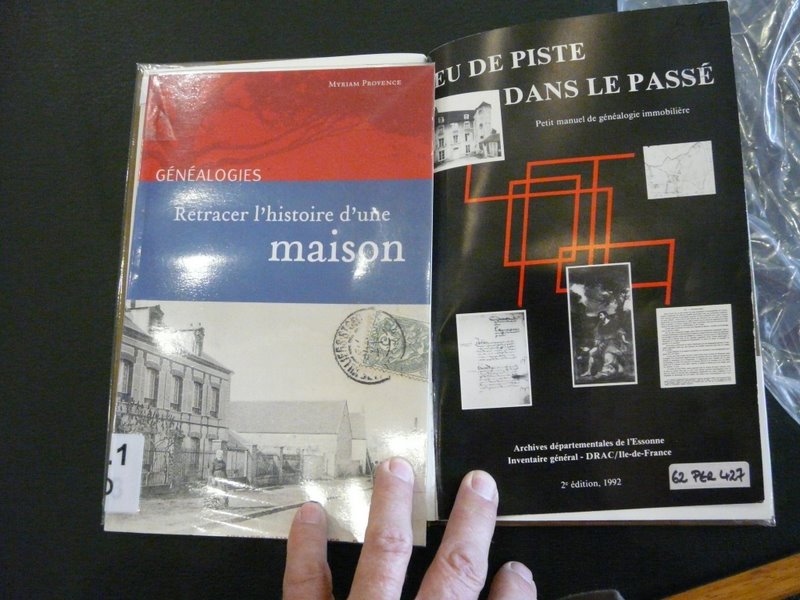 Myriam Provence
GÉNÉALOGIES
Retracer l'histoire d'une
maison
EU DE PISTE
DANS LE PASSÉ
Petit manuel de généalogie immobilière
Archives départementales de l'Essonne
Inventaire général - DRAC/Ile-de-France
2e édition, 1992
62 PER 427